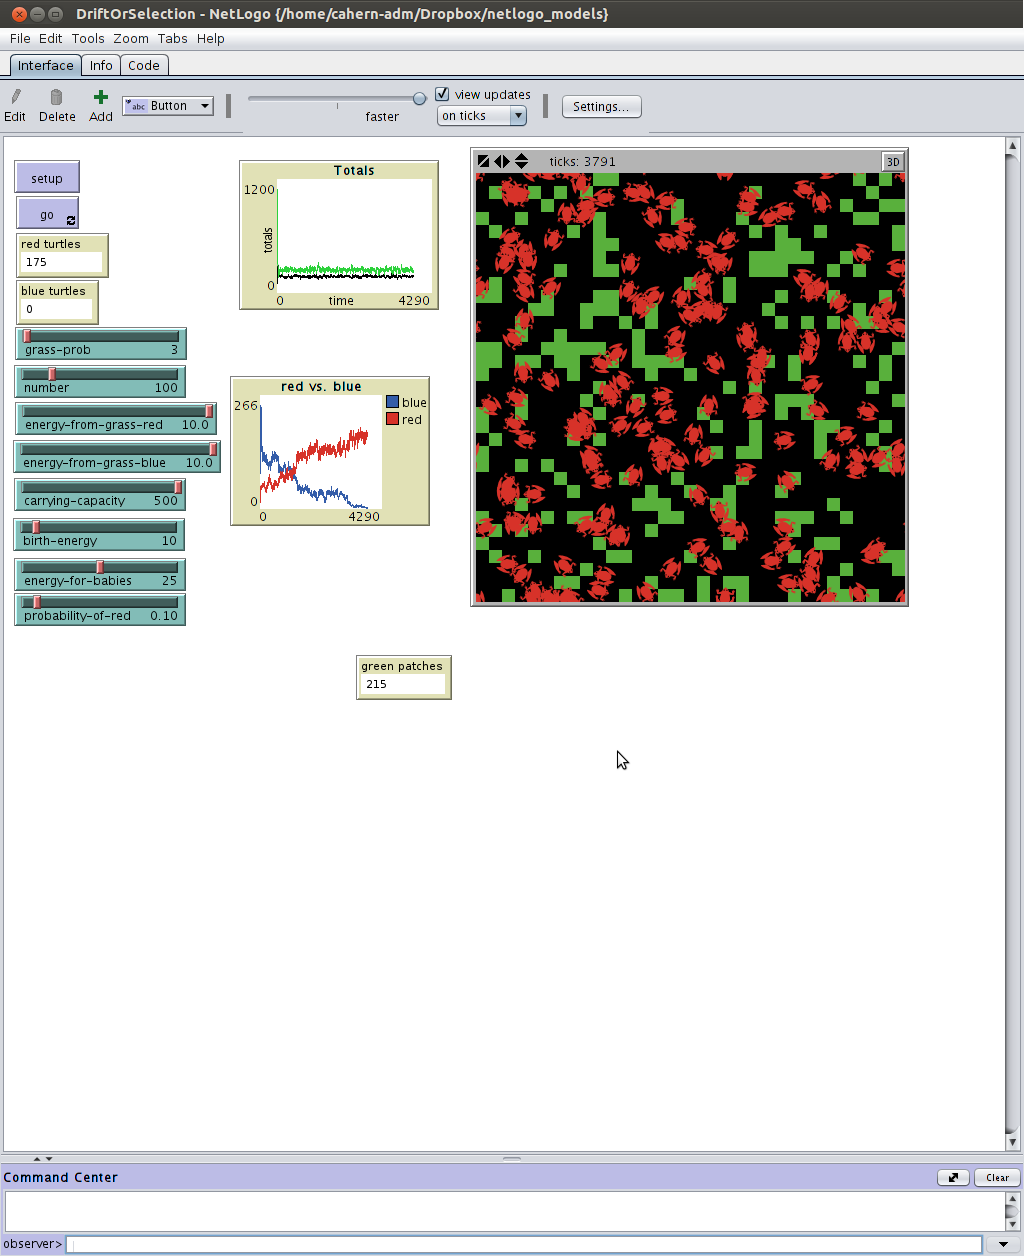 DriftOrSelection - NetLogo {/home/cahern-adm/Dropbox/netlogo_models}
File Edit Tools Zoom Tabs Help
Interface Info Code
Edit Delete Add abc Button faster view updates on ticks Settings...
setup
go
red turtles
175
blue turtles
0
grass-prob 3
number 100
energy-from-grass-red 10.0
energy-from-grass-blue 10.0
carrying-capacity 500
birth-energy 10
energy-for-babies 25
probability-of-red 0.10
Totals
1200
totals
0
0 time 4290
red vs. blue
266
blue
red
0
0 4290
ticks: 3791 3D
green patches
215
Command Center Clear
observer>